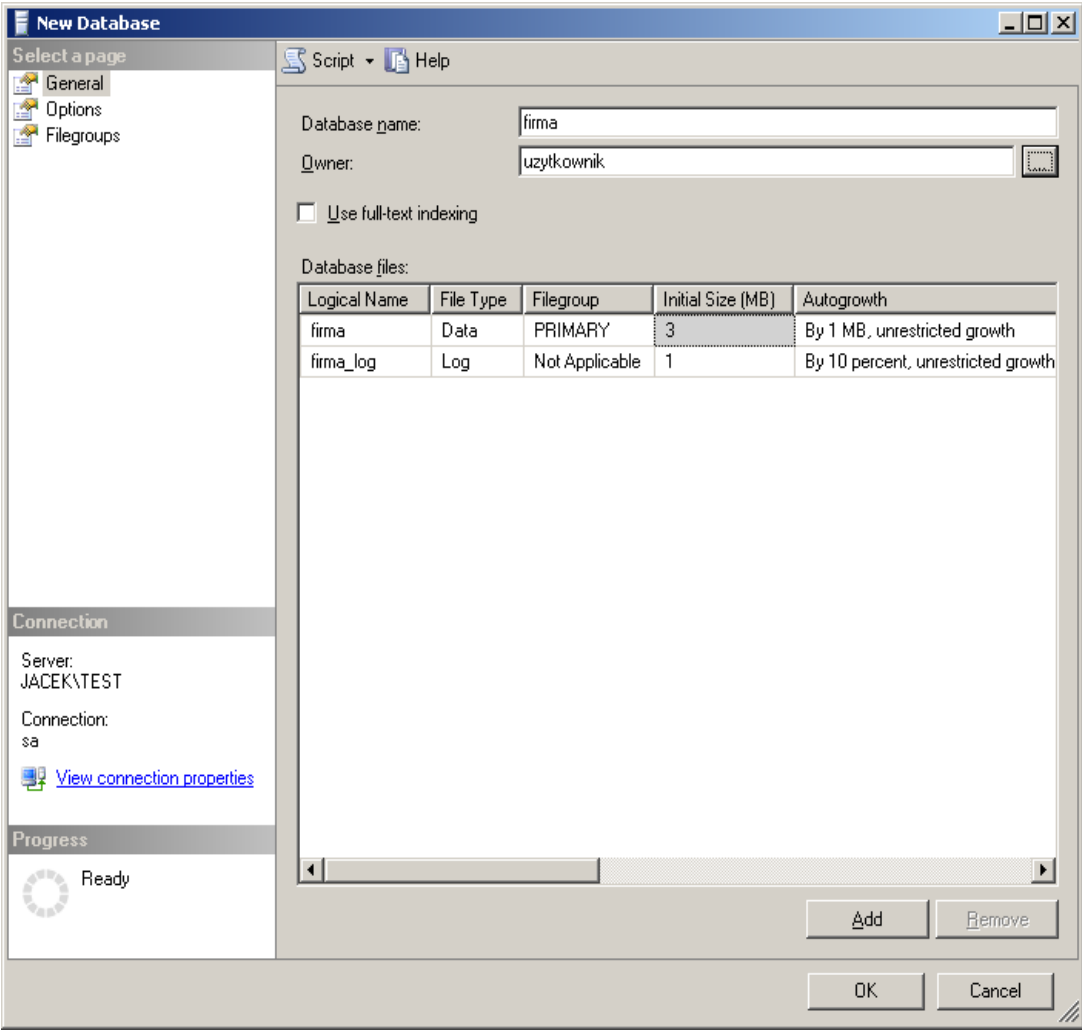 New Database
Select a page
General
Options
Filegroups
Script Help
Database name: firma
Owner: uzytkownik
Use full-text indexing
Database files:
Logical Name File Type Filegroup Initial Size (MB) Autogrowth
firma Data PRIMARY 3 By 1 MB, unrestricted growth
firma_log Log Not Applicable 1 By 10 percent, unrestricted growth
Connection
Server:
JACEK\TEST
Connection:
sa
View connection properties
Progress
Ready
Add Remove
OK Cancel